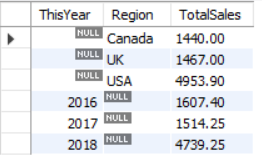 ThisYear Region TotalSales
NULL Canada 1440.00
NULL UK 1467.00
NULL USA 4953.90
2016 NULL 1607.40
2017 NULL 1514.25
2018 NULL 4739.25